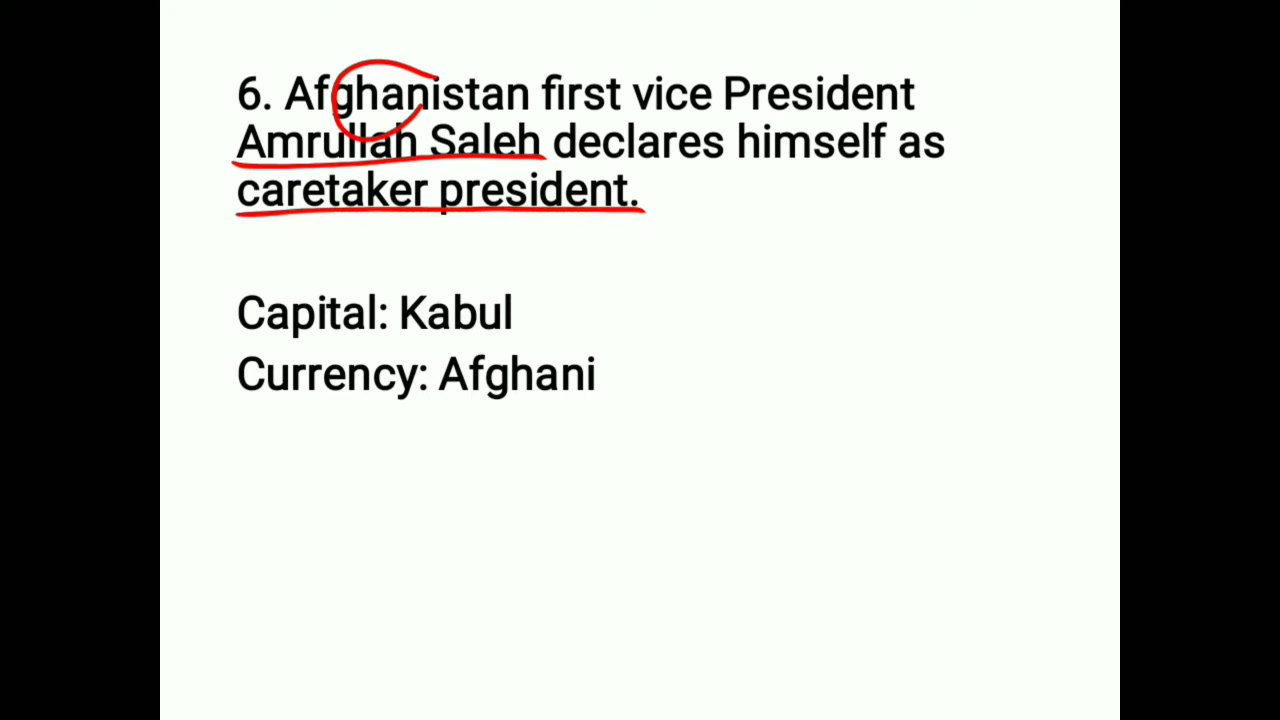 6. Afghanistan first vice President
Amrullah Saleh declares himself as
caretaker president.
Capital: Kabul
Currency: Afghani